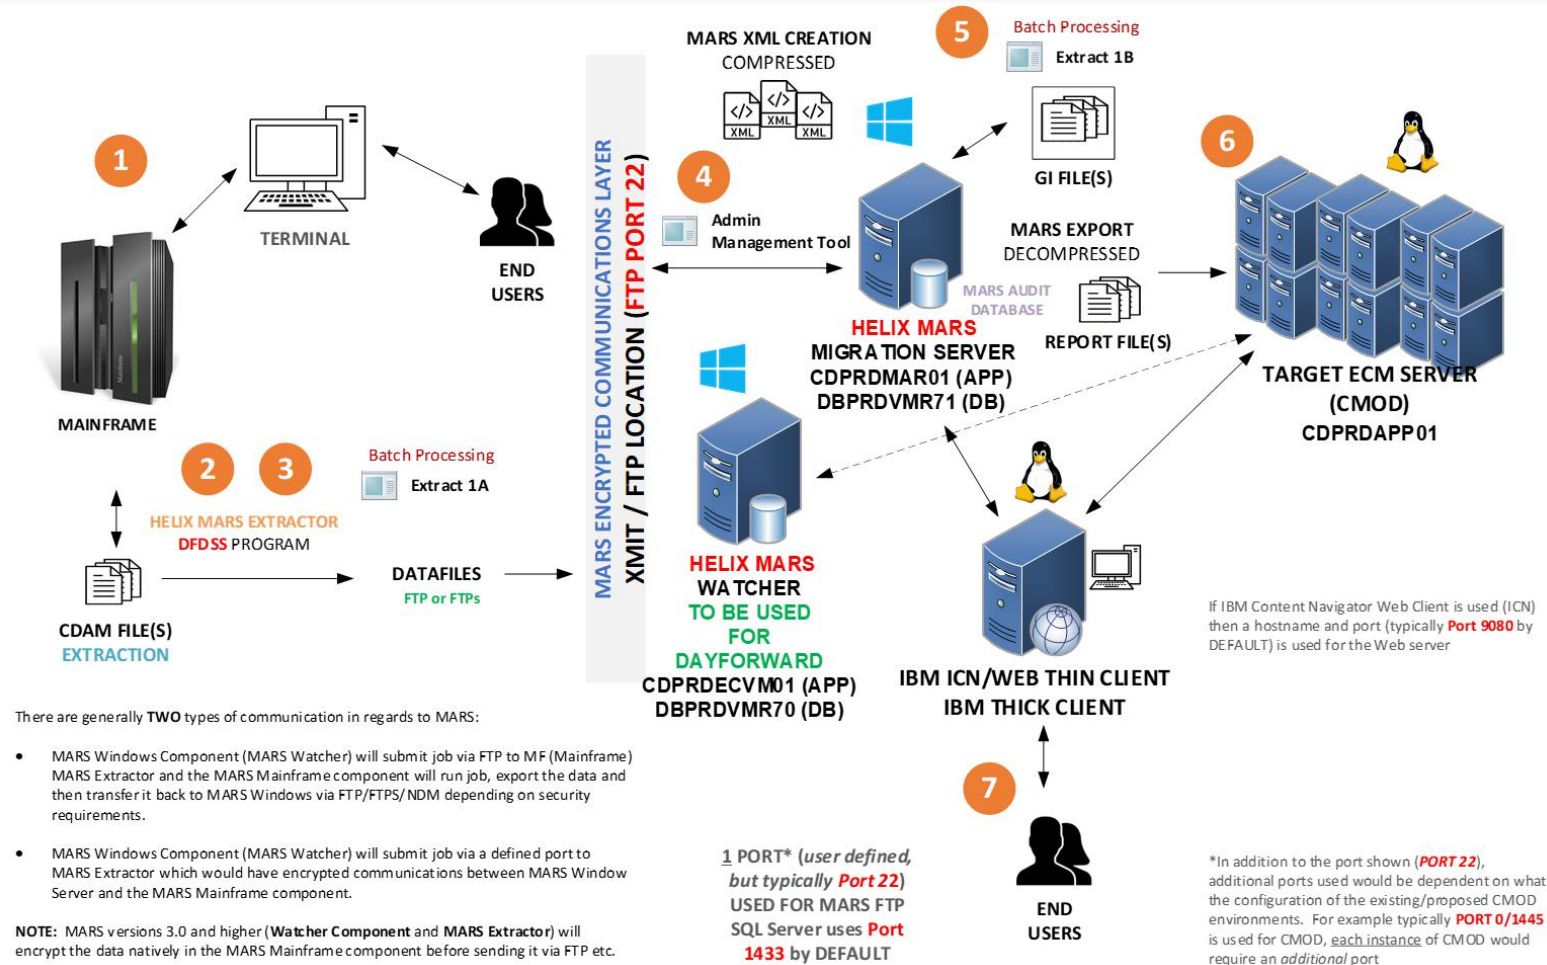 1
TERMINAL
END
USERS
MAINFRAME
2
3
Batch Processing
Extract 1A
HELIX MARS EXTRACTOR
DFDSS PROGRAM
CDAM FILE(S)
EXTRACTION
DATAFILES
FTP or FTPs
MARS ENCRYPTED COMMUNICATIONS LAYER
XMIT / FTP LOCATION (FTP PORT 22)
MARS XML CREATION
COMPRESSED
</>
XML
</>
XML
</>
XML
4
Admin
Management Tool
5
Batch Processing
Extract 1B
GI FILE(S)
MARS EXPORT
DECOMPRESSED
REPORT FILE(S)
MARS AUDIT
DATABASE
HELIX MARS
MIGRATION SERVER
CDPRDMAR01 (APP)
DBPRDVMR71 (DB)
6
TARGET ECM SERVER
(CMOD)
CDPRDAPP01
HELIX MARS
WATCHER
TO BE USED
FOR
DAYFORWARD
CDPRDECVM01 (APP)
DBPRDVMR70 (DB)
IBM ICN/WEB THIN CLIENT
IBM THICK CLIENT
7
END
USERS
If IBM Content Navigator Web Client is used (ICN)
then a hostname and port (typically Port 9080 by
DEFAULT) is used for the Web server
There are generally TWO types of communication in regards to MARS:
• MARS Windows Component (MARS Watcher) will submit job via FTP to MF (Mainframe)
MARS Extractor and the MARS Mainframe component will run job, export the data and
then transfer it back to MARS Windows via FTP/FTPS/NDM depending on security
requirements.
• MARS Windows Component (MARS Watcher) will submit job via a defined port to
MARS Extractor which would have encrypted communications between MARS Window
Server and the MARS Mainframe component.
NOTE: MARS versions 3.0 and higher (Watcher Component and MARS Extractor) will
encrypt the data natively in the MARS Mainframe component before sending it via FTP etc.
1 PORT* (user defined,
but typically Port 22)
USED FOR MARS FTP
SQL Server uses Port
1433 by DEFAULT
*In addition to the port shown (PORT 22),
additional ports used would be dependent on what
the configuration of the existing/proposed CMOD
environments. For example typically PORT 0/1445
is used for CMOD, each instance of CMOD would
require an additional port